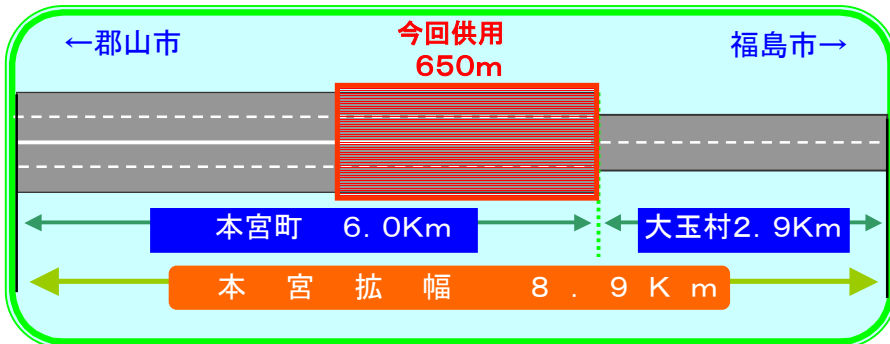 ←郡山市
今回供用
650m
福島市→
本宮町 6.0Km
大玉村2.9Km
本宮拡幅 8.9Km